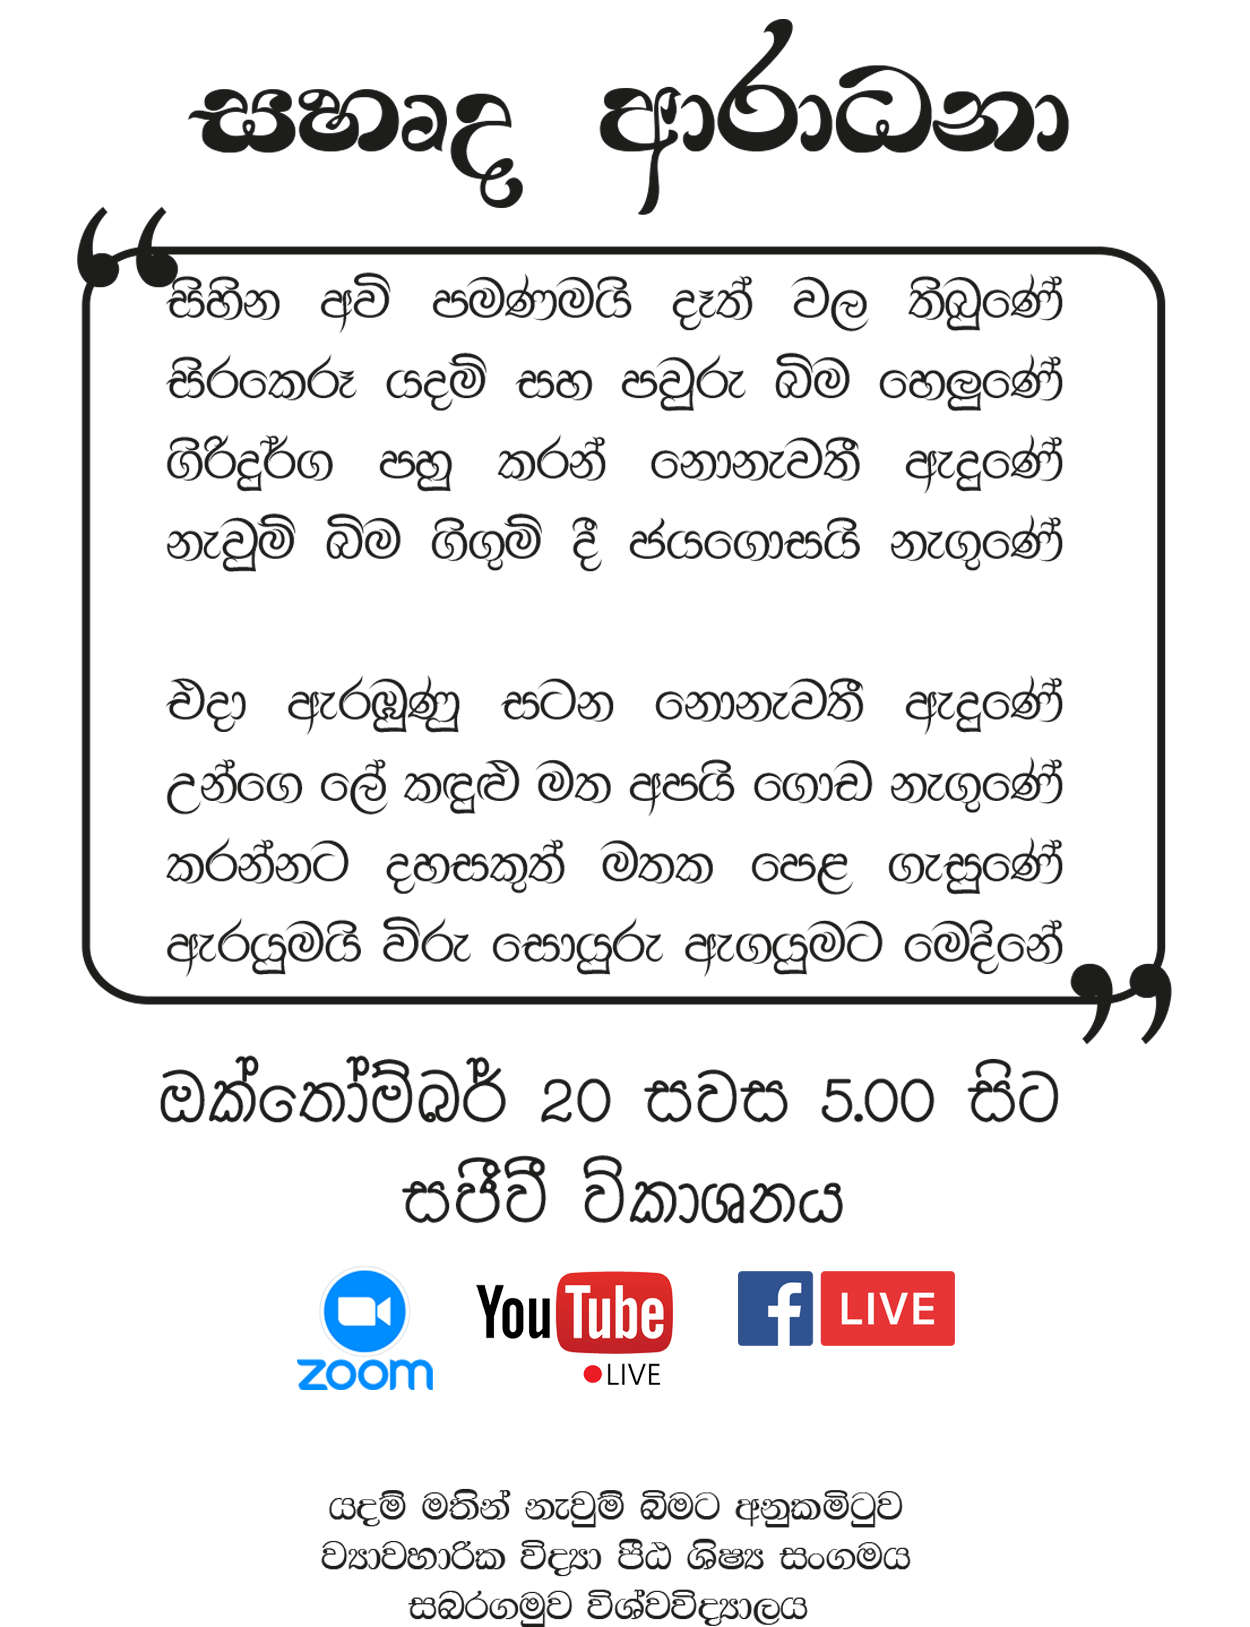 සහෘද ආරාධනා
“
සිහින අවි පමණමයි දෑත් වල තිබුණේ
සිරකෙරූ යදම් සහ පවුරු බිම හෙලුණේ
ගිරිදුර්ග පහු කරන් නොනැවතී ඇදුණේ
නැවුම් බිම ගිගුම් දී ජයගොසයි නැගුණේ
එදා ඇරඹුණු සටන නොනැවතී ඇදුණේ
උන්ගෙ ලේ කඳුළු මත අපයි ගොඩ නැගුණේ
කරන්නට දහසකුත් මතක පෙළ ගැසුණේ
ඇරයුමයි විරු සොයුරු ඇගයුමට මෙදිනේ
”
ඔක්තෝම්බර් 20 සවස 5.00 සිට
සජීවී විකාශනය
zoom YouTube LIVE f LIVE
යදම් මතින් නැවුම් බිමට අනුකමිටුව
ව්‍යාවහාරික විද්‍යා පීඨ ශිෂ්‍ය සංගමය
සබරගමුව විශ්වවිද්‍යාලය